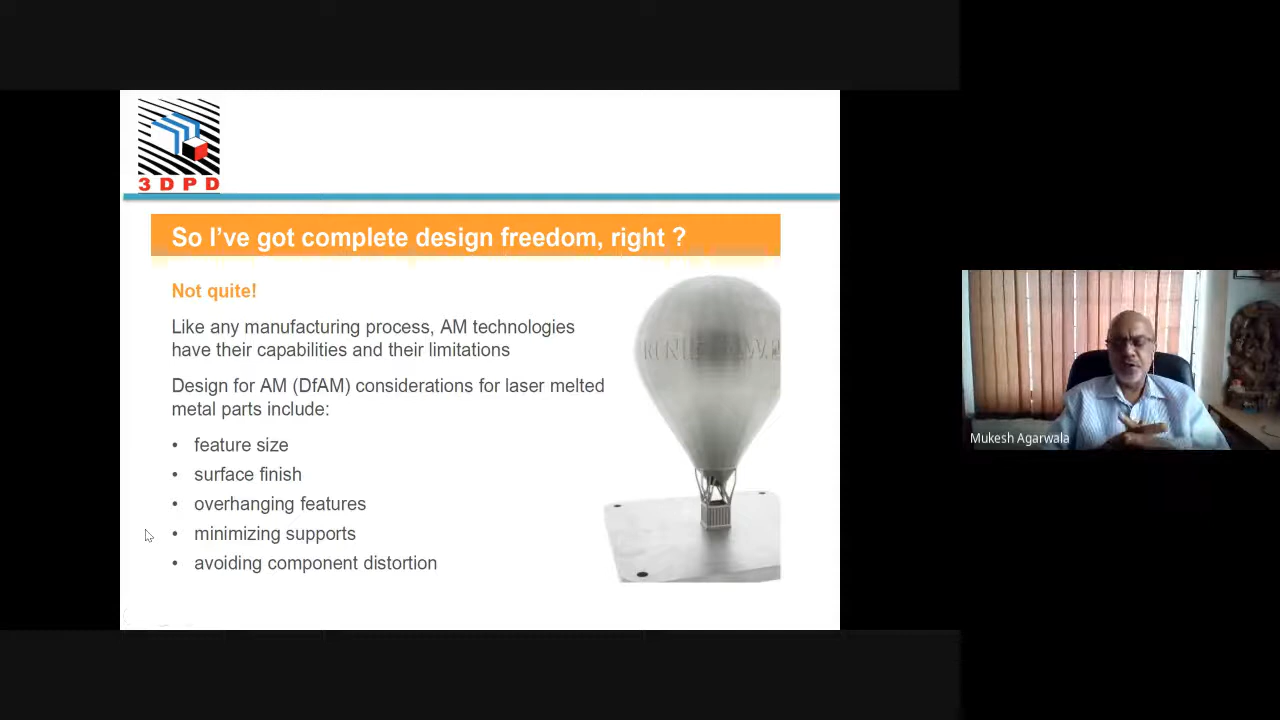 3DPD
So I've got complete design freedom, right ?
Not quite!
Like any manufacturing process, AM technologies
have their capabilities and their limitations
Design for AM (DfAM) considerations for laser melted
metal parts include:
• feature size
• surface finish
• overhanging features
• minimizing supports
• avoiding component distortion
Mukesh Agarwala